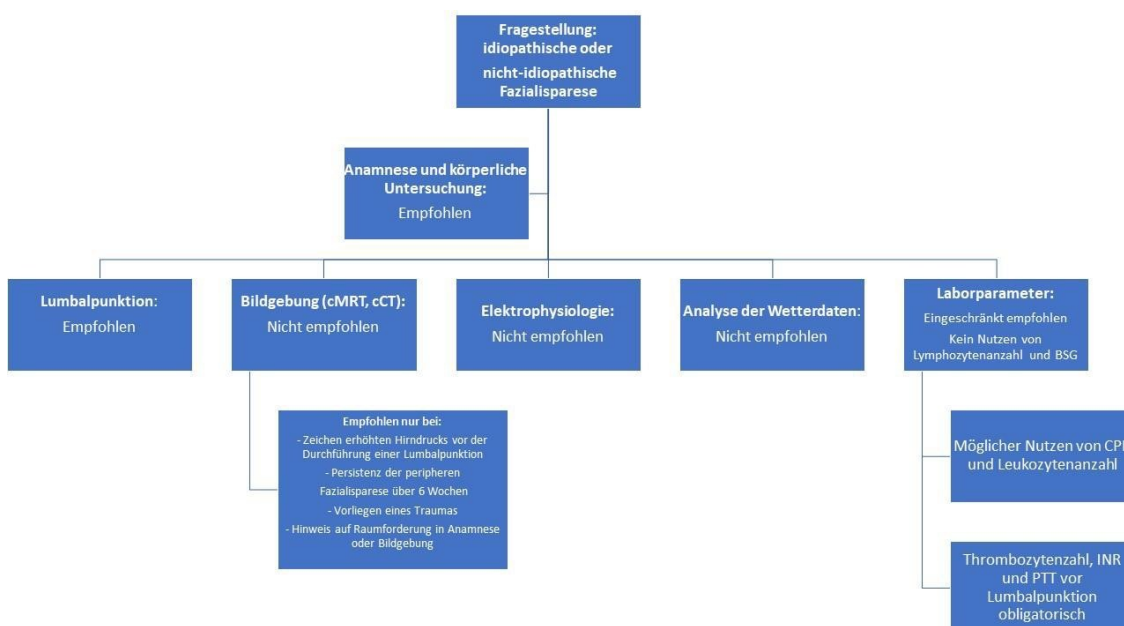 Fragestellung:
idiopathische oder
nicht-idiopathische
Fazialisparese
Anamnese und körperliche
Untersuchung:
Empfohlen
Lumbalpunktion:
Empfohlen
Bildgebung (cMRT, cCT):
Nicht empfohlen
Elektrophysiologie:
Nicht empfohlen
Analyse der Wetterdaten:
Nicht empfohlen
Laborparameter:
Eingeschränkt empfohlen
Kein Nutzen von
Lymphozytenanzahl und BSG
Empfohlen nur bei:
- Zeichen erhöhten Hirndrucks vor der
Durchführung einer Lumbalpunktion
- Persistenz der peripheren
Fazialisparese über 6 Wochen
- Vorliegen eines Traumas
- Hinweis auf Raumforderung in Anamnese
oder Bildgebung
Möglicher Nutzen von
und Leukozytenanzahl
Thrombozytenzahl, INR
und PTT vor
Lumbalpunktion
obligatorisch